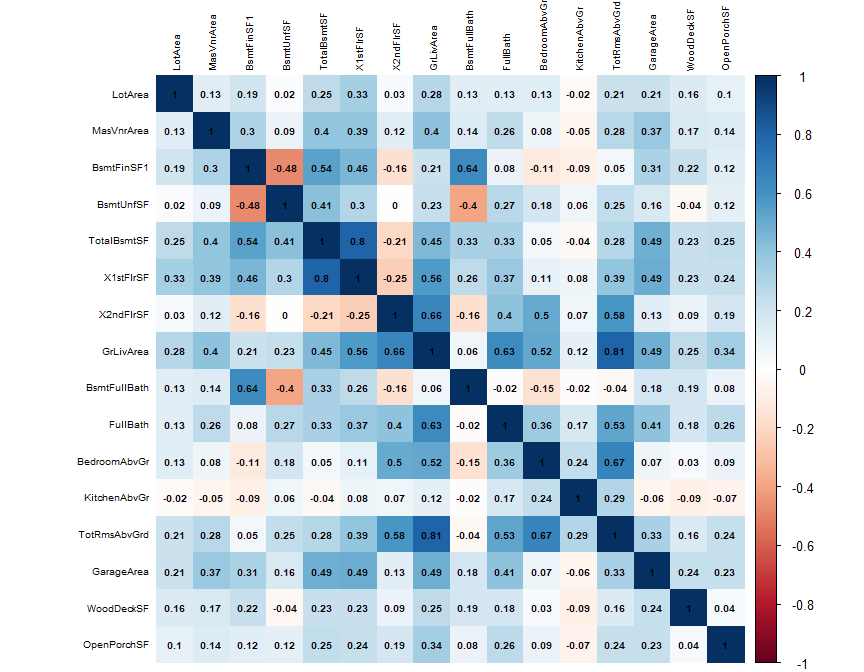 LotArea MasVnrArea BsmtFinSF1 BsmtUnfSF TotalBsmtSF X1stFlrSF X2ndFlrSF GrLivArea BsmtFullBath FullBath BedroomAbvGr KitchenAbvGr TotRmsAbvGrd GarageArea WoodDeckSF OpenPorchSF
LotArea 1 0.13 0.19 0.02 0.25 0.33 0.03 0.28 0.13 0.13 0.13 -0.02 0.21 0.21 0.16 0.1
MasVnrArea 0.13 1 0.3 0.09 0.4 0.39 0.12 0.4 0.14 0.26 0.08 -0.05 0.28 0.37 0.17 0.14
BsmtFinSF1 0.19 0.3 1 -0.48 0.54 0.46 -0.16 0.21 0.64 0.08 -0.11 -0.09 0.05 0.31 0.22 0.12
BsmtUnfSF 0.02 0.09 -0.48 1 0.41 0.3 0 0.23 -0.4 0.27 0.18 0.06 0.25 0.16 -0.04 0.12
TotalBsmtSF 0.25 0.4 0.54 0.41 1 0.8 -0.21 0.45 0.33 0.33 0.05 -0.04 0.28 0.49 0.23 0.25
X1stFlrSF 0.33 0.39 0.46 0.3 0.8 1 -0.25 0.56 0.26 0.37 0.11 0.08 0.39 0.49 0.23 0.24
X2ndFlrSF 0.03 0.12 -0.16 0 -0.21 -0.25 1 0.66 -0.16 0.4 0.5 0.07 0.58 0.13 0.09 0.19
GrLivArea 0.28 0.4 0.21 0.23 0.45 0.56 0.66 1 0.06 0.63 0.52 0.12 0.81 0.49 0.25 0.34
BsmtFullBath 0.13 0.14 0.64 -0.4 0.33 0.26 -0.16 0.06 1 -0.02 -0.15 -0.02 -0.04 0.18 0.19 0.08
FullBath 0.13 0.26 0.08 0.27 0.33 0.37 0.4 0.63 -0.02 1 0.36 0.17 0.53 0.41 0.18 0.26
BedroomAbvGr 0.13 0.08 -0.11 0.18 0.05 0.11 0.5 0.52 -0.15 0.36 1 0.24 0.67 0.07 0.03 0.09
KitchenAbvGr -0.02 -0.05 -0.09 0.06 -0.04 0.08 0.07 0.12 -0.02 0.17 0.24 1 0.29 -0.06 -0.09 -0.07
TotRmsAbvGrd 0.21 0.28 0.05 0.25 0.28 0.39 0.58 0.81 -0.04 0.53 0.67 0.29 1 0.33 0.16 0.24
GarageArea 0.21 0.37 0.31 0.16 0.49 0.49 0.13 0.49 0.18 0.41 0.07 -0.06 0.33 1 0.24 0.23
WoodDeckSF 0.16 0.17 0.22 -0.04 0.23 0.23 0.09 0.25 0.19 0.18 0.03 -0.09 0.16 0.24 1 0.04
OpenPorchSF 0.1 0.14 0.12 0.12 0.25 0.24 0.19 0.34 0.08 0.26 0.09 -0.07 0.24 0.23 0.04 1
1
0.8
0.6
0.4
0.2
0
-0.2
-0.4
-0.6
-0.8
-1